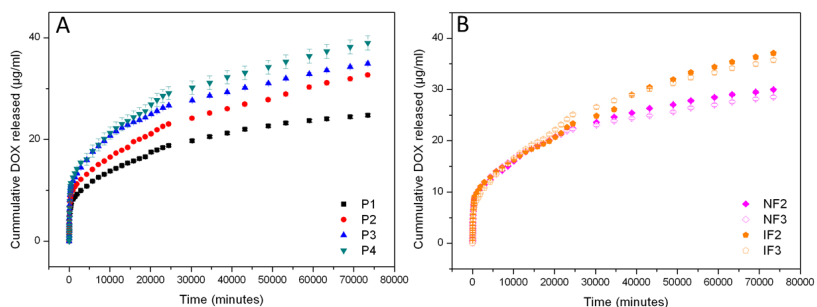 A
Cummulative DOX released (µg/ml)
40
20
0
0 10000 20000 30000 40000 50000 60000 70000 80000
Time (minutes)
P1
P2
P3
P4
B
Cummulative DOX released (µg/ml)
40
30
20
10
0
0 10000 20000 30000 40000 50000 60000 70000 80000
Time (minutes)
NF2
NF3
IF2
IF3